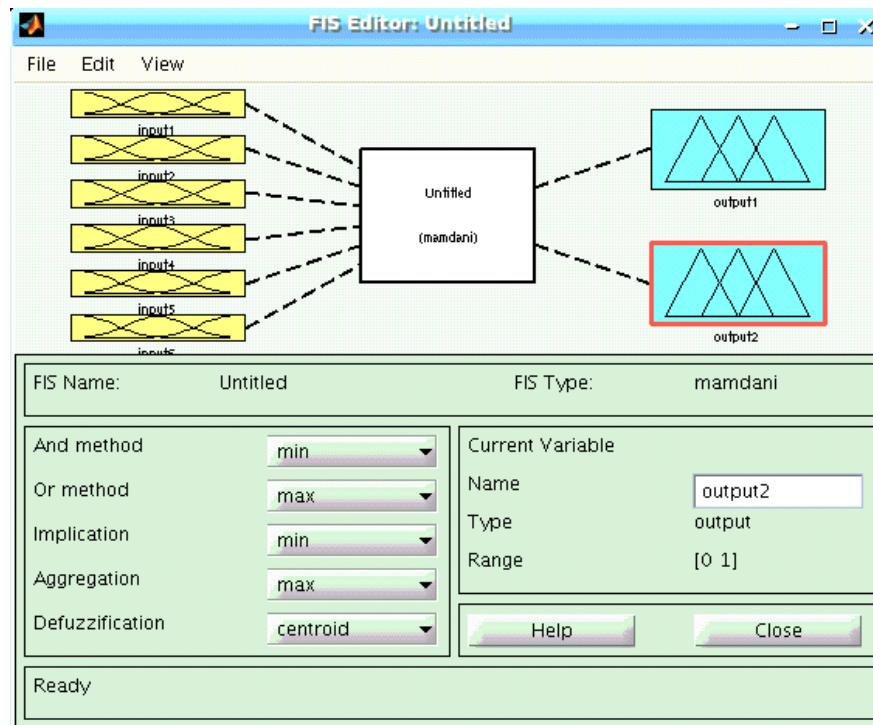 FIS Editor: Untitled
File Edit View
input1
input2
input3
input4
input5
input6
Untitled
(mamdani)
output1
output2
FIS Name: Untitled FIS Type: mamdani
And method min
Or method max
Implication min
Aggregation max
Defuzzification centroid
Current Variable
Name output2
Type output
Range [0 1]
Help Close
Ready